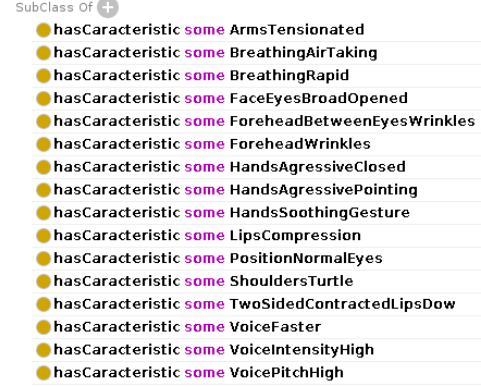 SubClass Of
hasCaracteristic some ArmsTensionated
hasCaracteristic some BreathingAirTaking
hasCaracteristic some BreathingRapid
hasCaracteristic some FaceEyesBroadOpened
hasCaracteristic some ForeheadBetweenEyesWrinkles
hasCaracteristic some ForeheadWrinkles
hasCaracteristic some HandsAgressiveClosed
hasCaracteristic some HandsAgressivePointing
hasCaracteristic some HandsSoothingGesture
hasCaracteristic some LipsCompression
hasCaracteristic some PositionNormalEyes
hasCaracteristic some ShouldersTurtle
hasCaracteristic some TwoSidedContractedLipsDow
hasCaracteristic some VoiceFaster
hasCaracteristic some VoiceIntensityHigh
hasCaracteristic some VoicePitchHigh